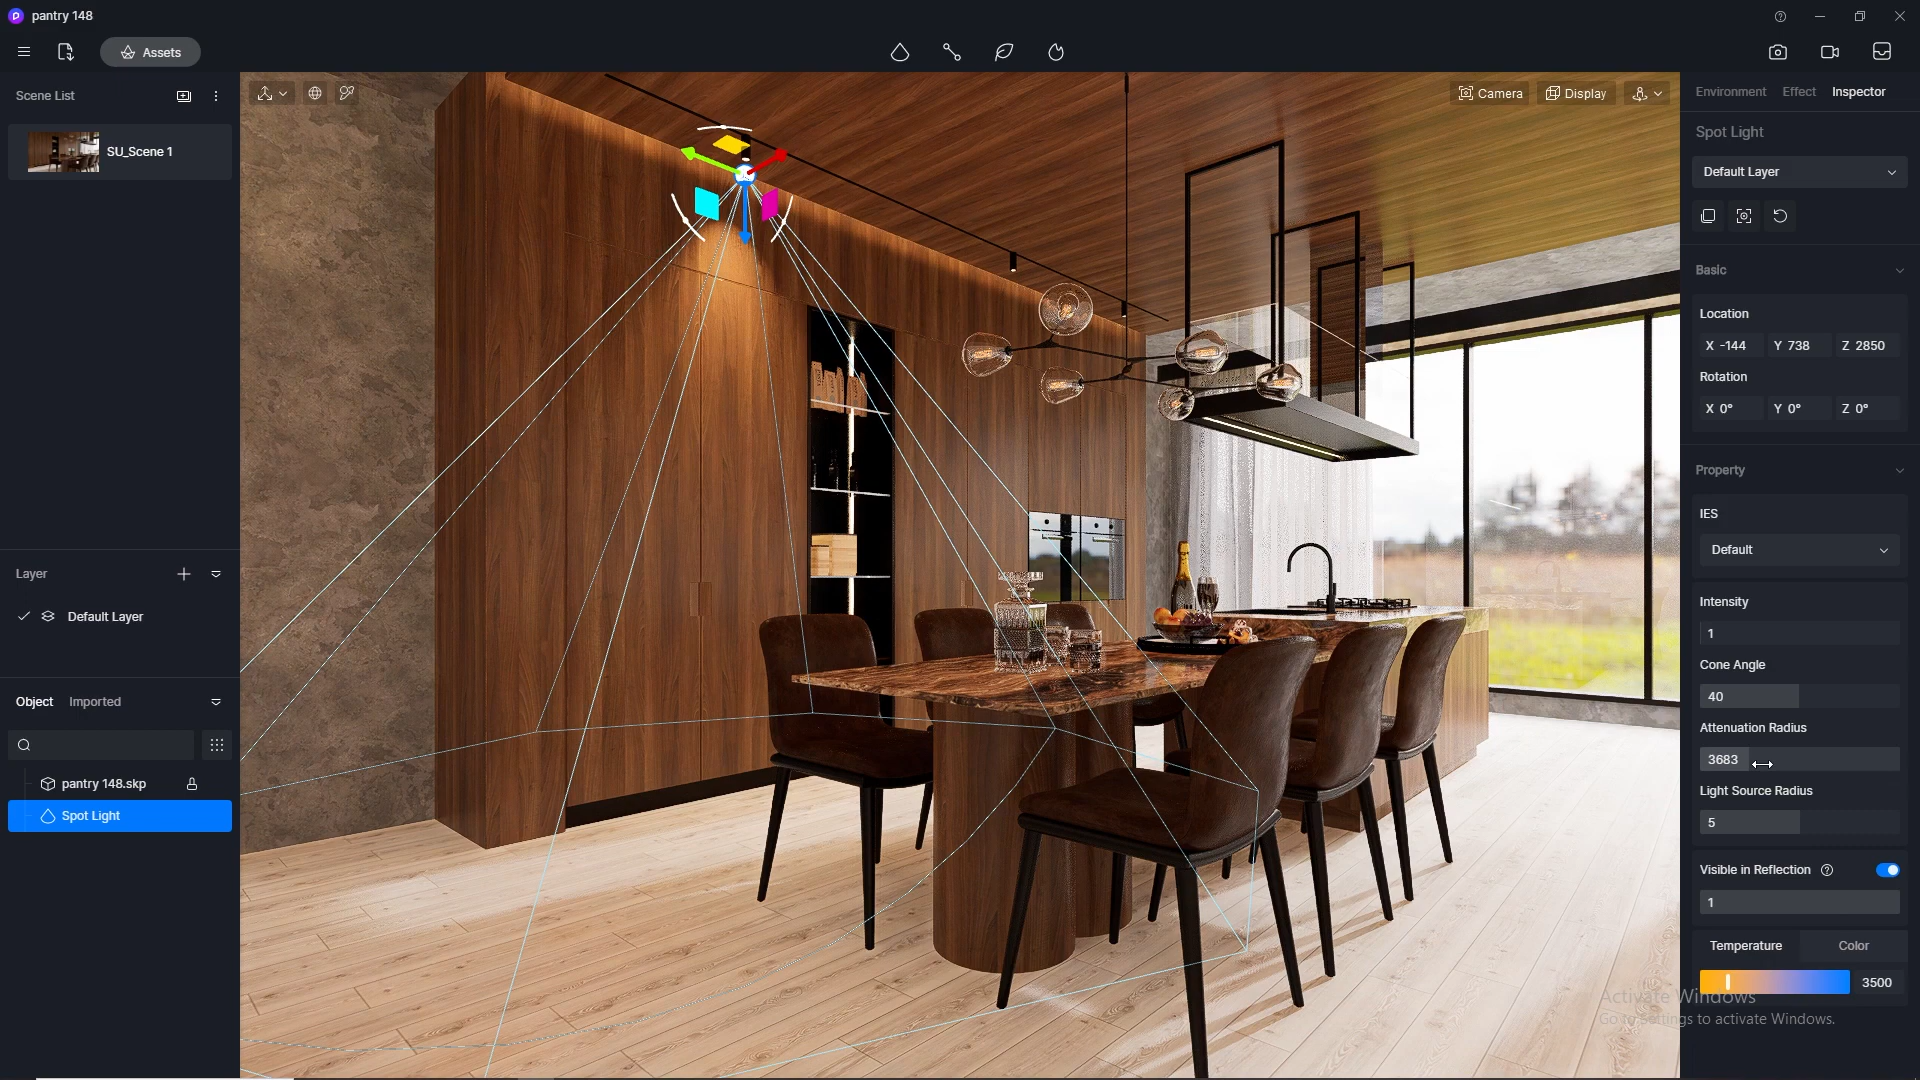 pantry 148
Assets
Scene List
SU_Scene 1
Camera
Display
Environment Effect Inspector
Spot Light
Default Layer
Basic
Location
X -144 Y 738 Z 2850
Rotation
X 0° Y 0° Z 0°
Property
IES
Default
Intensity
1
Cone Angle
40
Attenuation Radius
3683
Light Source Radius
5
Visible in Reflection
1
Temperature Color
3500
Layer
Default Layer
Object Imported
pantry 148.skp
Spot Light
Activate Windows
Go to Settings to activate Windows.